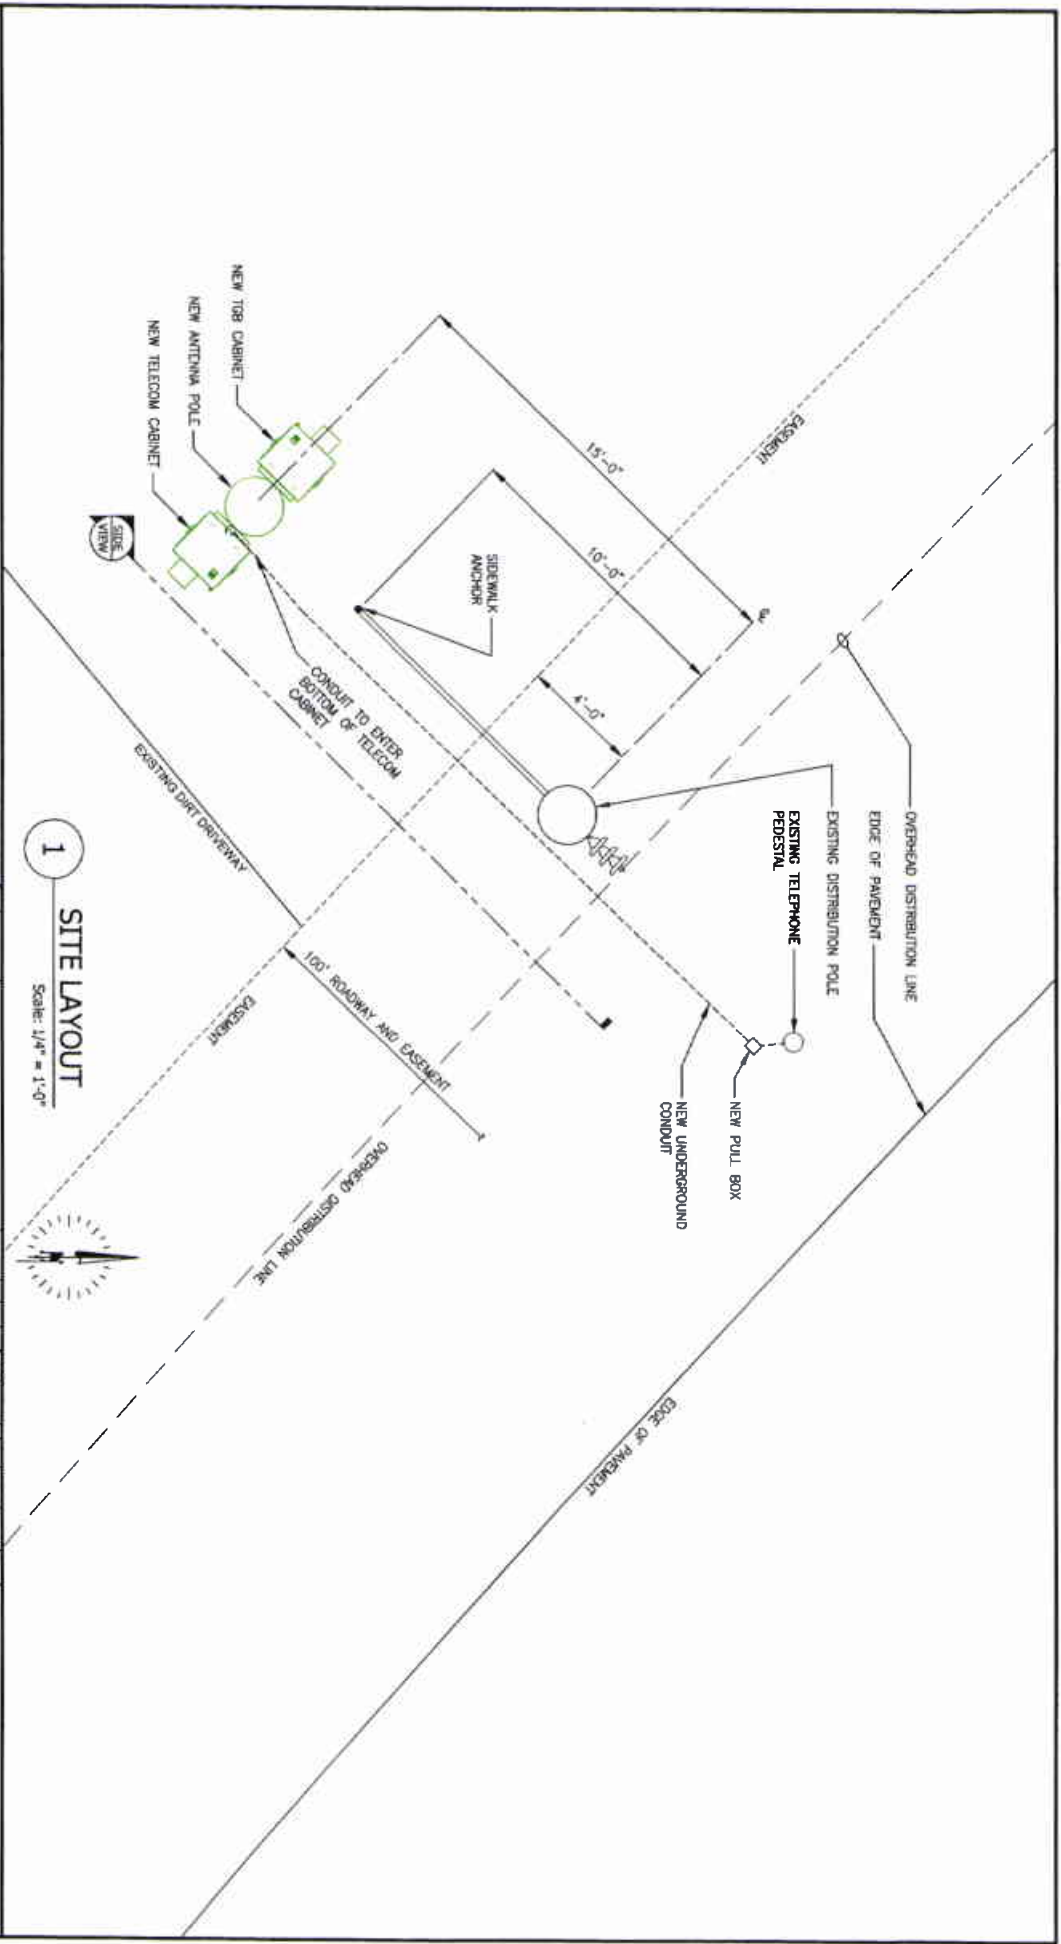 OVERHEAD DISTRIBUTION LINE
EDGE OF PAVEMENT
EXISTING DISTRIBUTION POLE
EXISTING TELEPHONE
PEDESTAL
NEW PULL BOX
NEW UNDERGROUND
CONDUIT
EASEMENT
15'-0"
10'-0"
4'-0"
SIDEWALK
ANCHOR
NEW TGB CABINET
NEW ANTENNA POLE
NEW TELECOM CABINET
SIDE
VIEW
CONDUIT TO ENTER
BOTTOM OF TELECOM
CABINET
EXISTING DIRT DRIVEWAY
100' ROADWAY AND EASEMENT
EASEMENT
OVERHEAD DISTRIBUTION LINE
EDGE OF PAVEMENT
1
SITE LAYOUT
Scale: 1/4" = 1'-0"
N